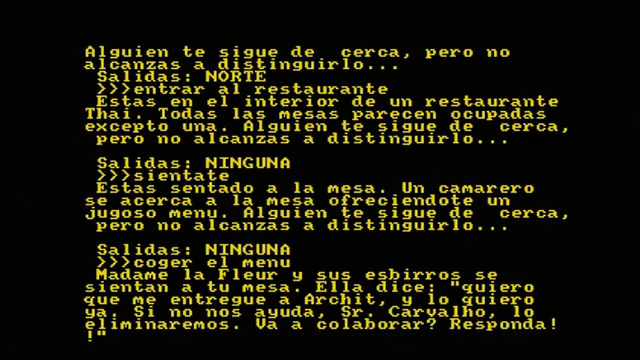 Alguien te sigue de  cerca, pero no
alcanzas a distinguirlo...
Salidas: NORTE
>>>entrar al restaurante
Estas en el interior de un restaurante
Thai. Todas las mesas parecen ocupadas
excepto una. Alguien te sigue de  cerca,
pero no alcanzas a distinguirlo...
Salidas: NINGUNA
>>>sientate
Estas sentado a la mesa. Un camarero
se acerca a la mesa ofreciendote un
jugoso menu. Alguien te sigue de  cerca,
pero no alcanzas a distinguirlo...
Salidas: NINGUNA
>>>coger el menu
Madame la Fleur y sus esbirros se
sientan a tu mesa. Ella dice: "quiero
que me entregue a Archit, y lo quiero
ya. Si no nos ayuda, Sr. Carvalho, lo
eliminaremos. Va a colaborar? Responda!
!"